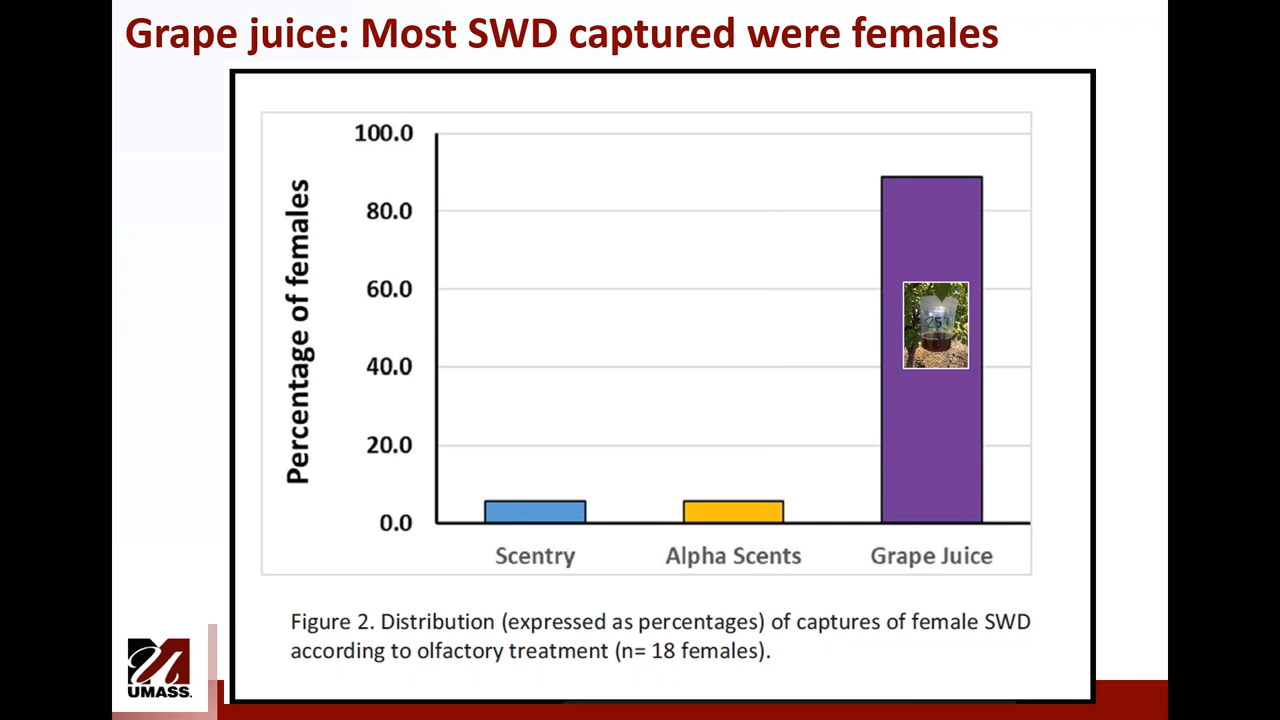 Grape juice: Most SWD captured were females
100.0
80.0
60.0
40.0
20.0
0.0
Percentage of females
25
Scentry
Alpha Scents
Grape Juice
Figure 2. Distribution (expressed as percentages) of captures of female SWD
according to olfactory treatment (n= 18 females).
UMASS.